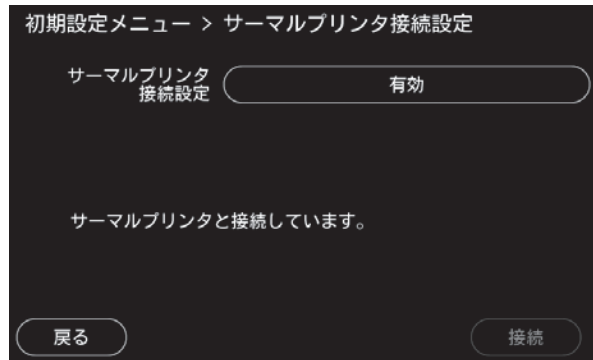 初期設定メニュー > サーマルプリンタ接続設定
サーマルプリンタ
接続設定
有効
サーマルプリンタと接続しています。
戻る
接続